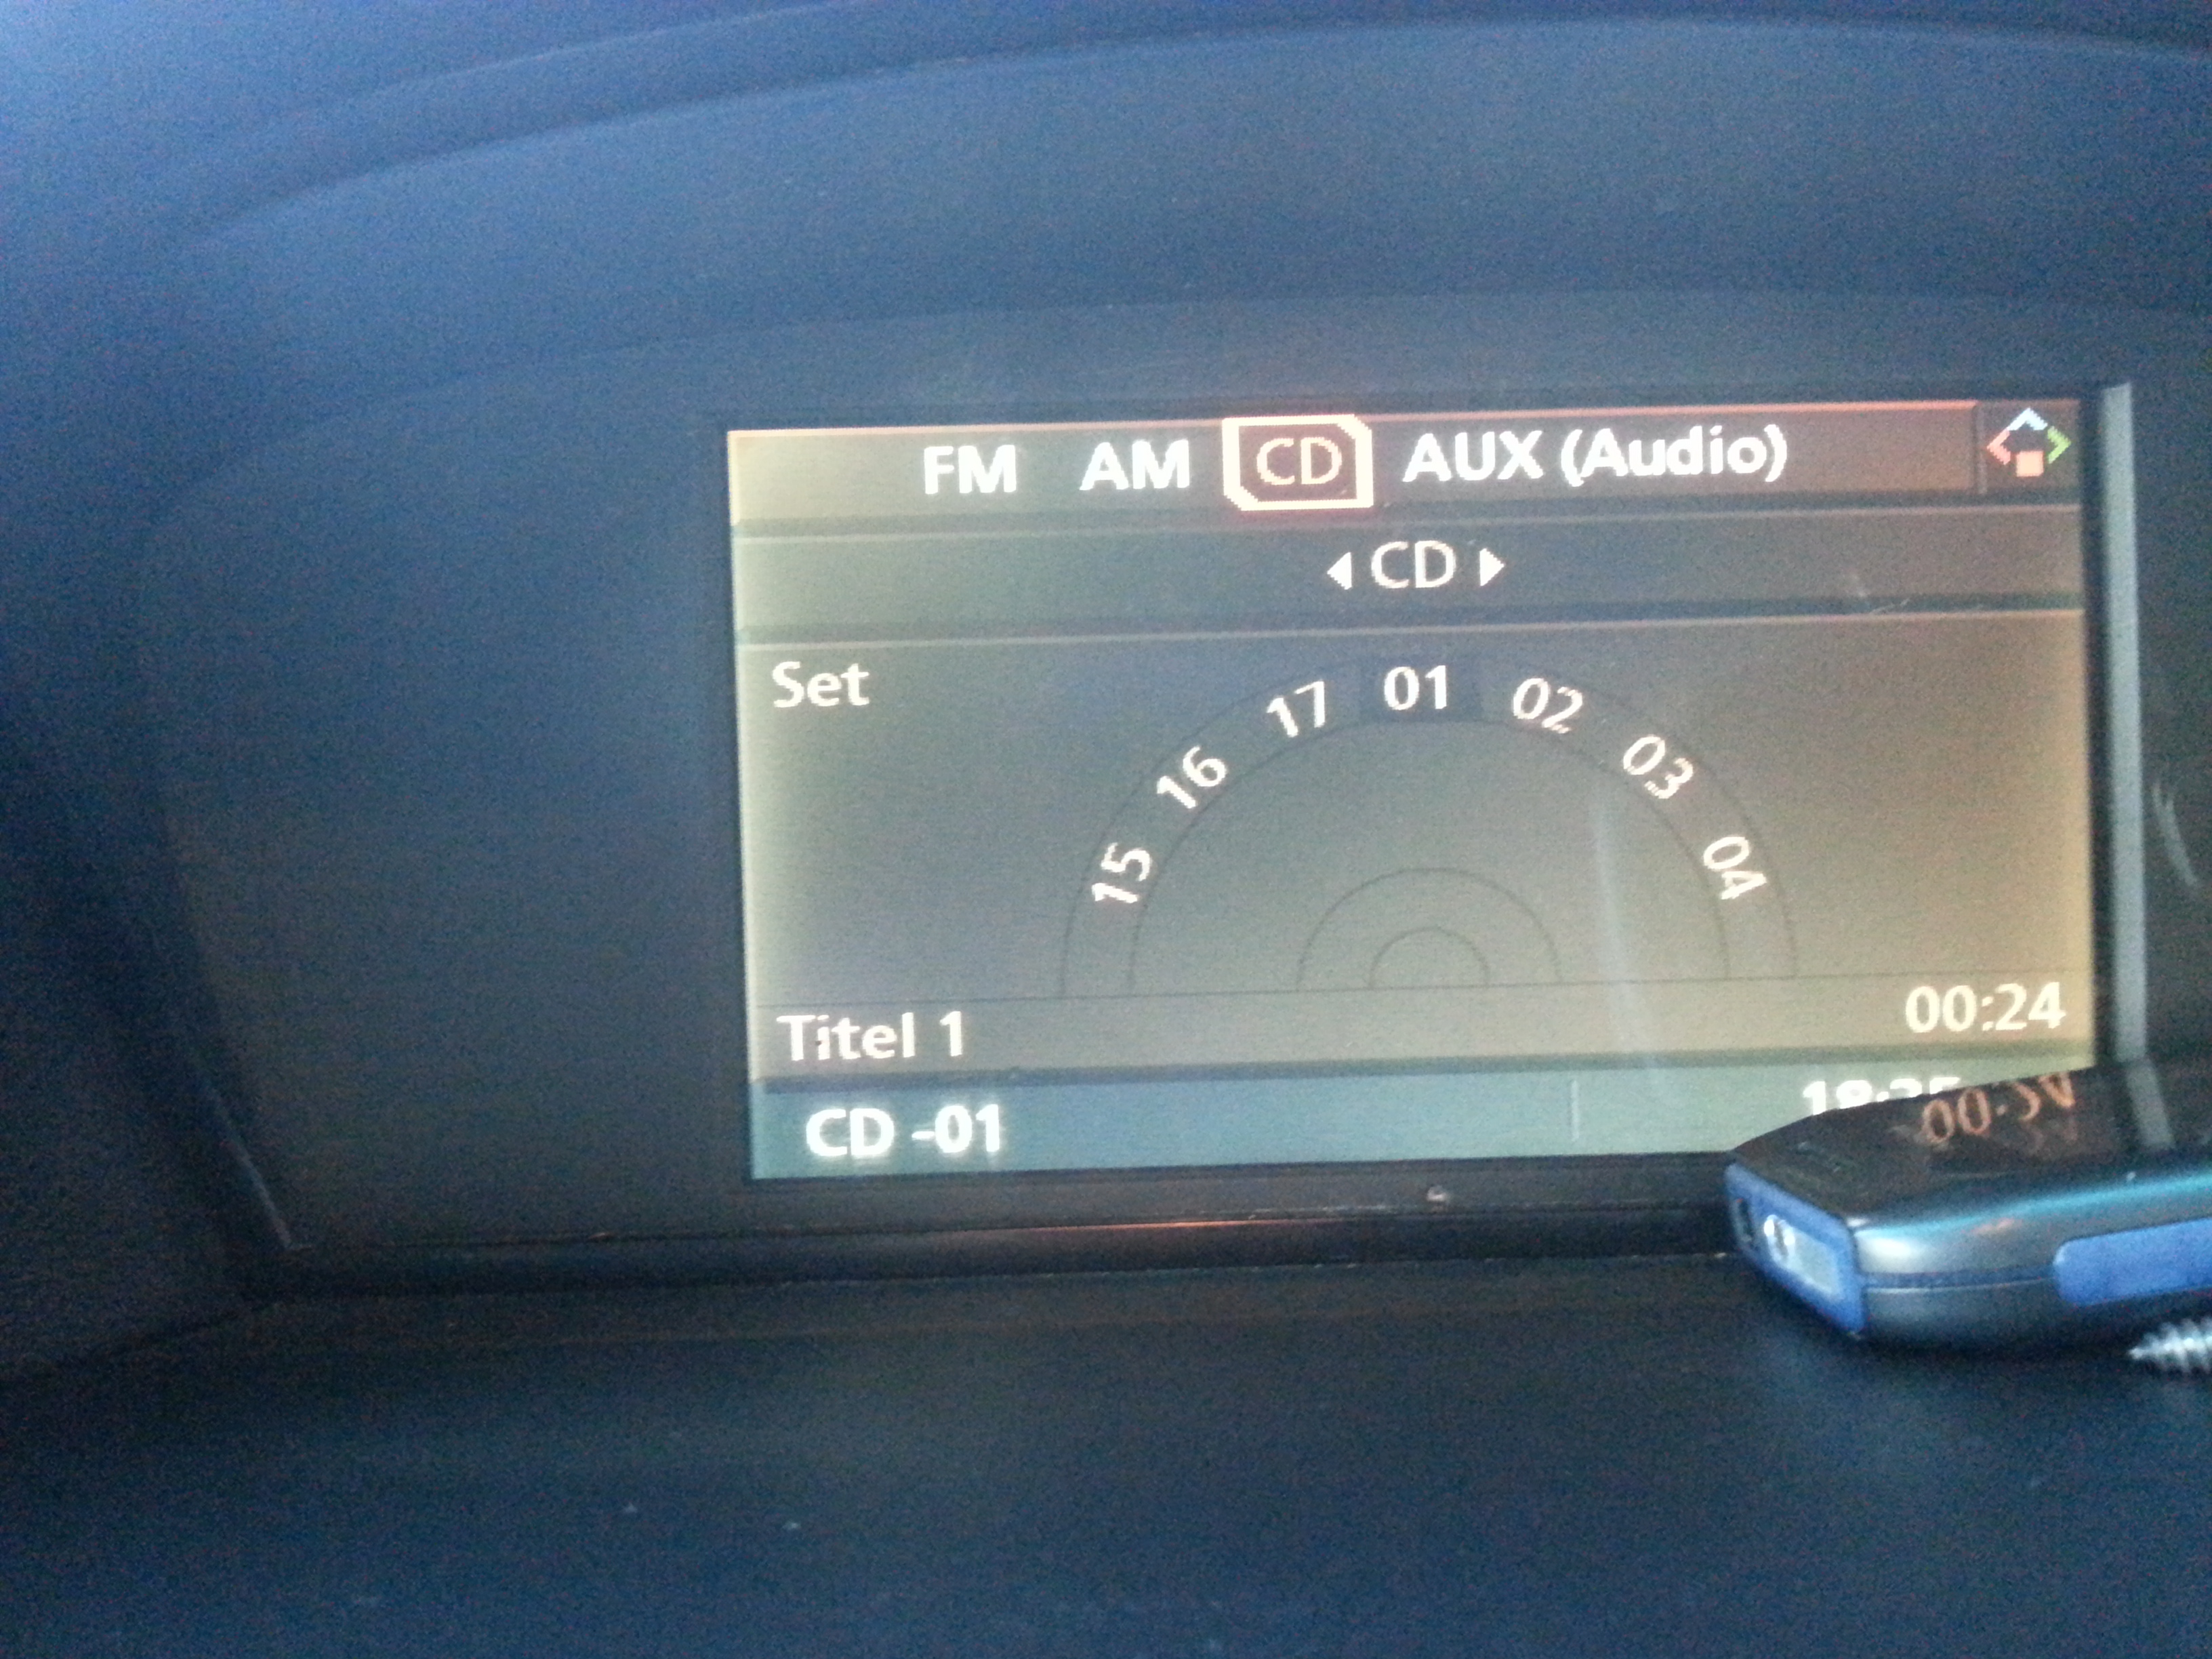 FM AM CD AUX (Audio)
CD
Set
15 16 17 01 02 03 04
Titel 1 00:24
CD -01